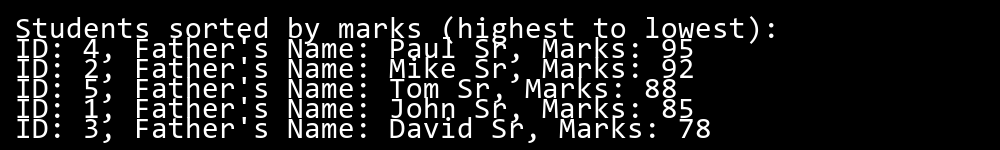 Students sorted by marks (highest to lowest):
ID: 4, Father's Name: Paul Sr, Marks: 95
ID: 2, Father's Name: Mike Sr, Marks: 92
ID: 5, Father's Name: Tom Sr, Marks: 88
ID: 1, Father's Name: John Sr, Marks: 85
ID: 3, Father's Name: David Sr, Marks: 78